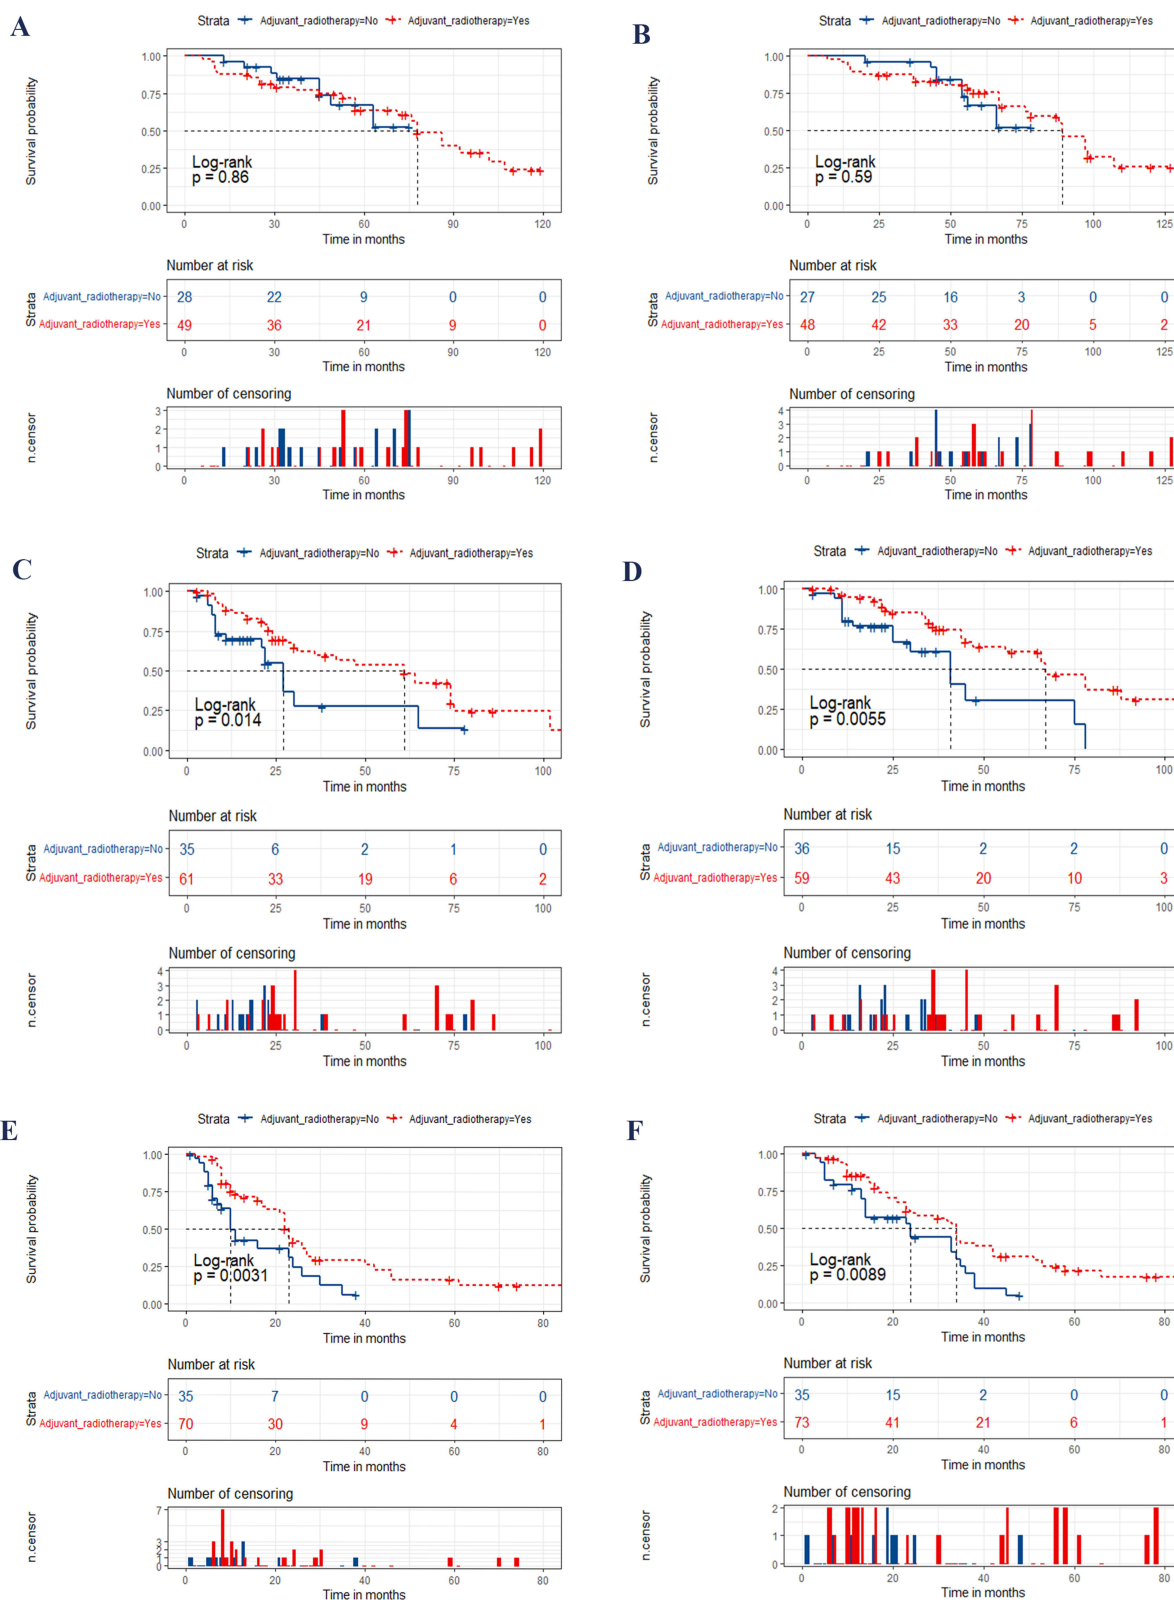 A
Strata Adjuvant_radiotherapy=No Adjuvant_radiotherapy=Yes
Survival probability
1.00
0.75
0.50
0.25
0.00
Log-rank
p = 0.86
0 30 60 90 120
Time in months
Number at risk
Strata
Adjuvant_radiotherapy=No 28 22 9 0 0
Adjuvant_radiotherapy=Yes 49 36 21 9 0
0 30 60 90 120
Time in months
Number of censoring
n.censor
3
2
1
0
0 30 60 90 120
Time in months
B
Strata Adjuvant_radiotherapy=No Adjuvant_radiotherapy=Yes
Survival probability
1.00
0.75
0.50
0.25
0.00
Log-rank
p = 0.59
0 25 50 75 100 125
Time in months
Number at risk
Strata
Adjuvant_radiotherapy=No 27 25 16 3 0 0
Adjuvant_radiotherapy=Yes 48 42 33 20 5 2
0 25 50 75 100 125
Time in months
Number of censoring
n.censor
4
3
2
1
0
0 25 50 75 100 125
Time in months
C
Strata Adjuvant_radiotherapy=No Adjuvant_radiotherapy=Yes
Survival probability
1.00
0.75
0.50
0.25
0.00
Log-rank
p = 0.014
0 25 50 75 100
Time in months
Number at risk
Strata
Adjuvant_radiotherapy=No 35 6 2 1 0
Adjuvant_radiotherapy=Yes 61 33 19 6 2
0 25 50 75 100
Time in months
Number of censoring
n.censor
4
3
2
1
0
0 25 50 75 100
Time in months
D
Strata Adjuvant_radiotherapy=No Adjuvant_radiotherapy=Yes
Survival probability
1.00
0.75
0.50
0.25
0.00
Log-rank
p = 0.0055
0 25 50 75 100
Time in months
Number at risk
Strata
Adjuvant_radiotherapy=No 36 15 2 2 0
Adjuvant_radiotherapy=Yes 59 43 20 10 3
0 25 50 75 100
Time in months
Number of censoring
n.censor
4
3
2
1
0
0 25 50 75 100
Time in months
E
Strata Adjuvant_radiotherapy=No Adjuvant_radiotherapy=Yes
Survival probability
1.00
0.75
0.50
0.25
0.00
Log-rank
p = 0.0031
0 20 40 60 80
Time in months
Number at risk
Strata
Adjuvant_radiotherapy=No 35 7 0 0 0
Adjuvant_radiotherapy=Yes 70 30 9 4 1
0 20 40 60 80
Time in months
Number of censoring
n.censor
7
3
2
1
0
0 20 40 60 80
Time in months
F
Strata Adjuvant_radiotherapy=No Adjuvant_radiotherapy=Yes
Survival probability
1.00
0.75
0.50
0.25
0.00
Log-rank
p = 0.0089
0 20 40 60 80
Time in months
Number at risk
Strata
Adjuvant_radiotherapy=No 35 15 2 0 0
Adjuvant_radiotherapy=Yes 73 41 21 6 1
0 20 40 60 80
Time in months
Number of censoring
n.censor
2
1
0
0 20 40 60 80
Time in months